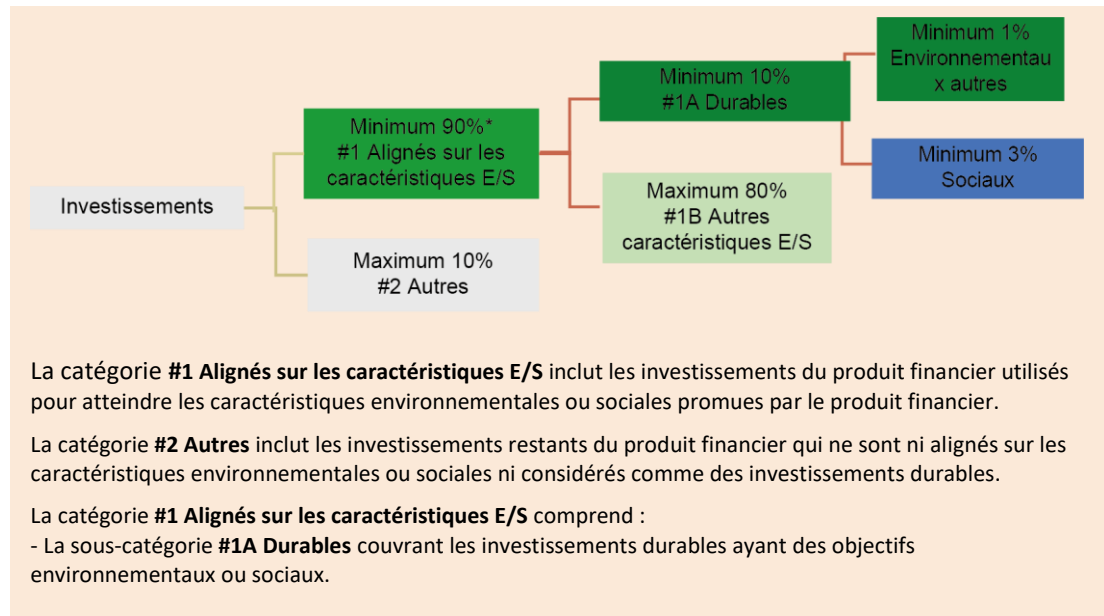 Minimum 1%
Environnementau
x autres
Minimum 10%
#1A Durables
Minimum 90%*
#1 Alignés sur les
caractéristiques E/S
Minimum 3%
Sociaux
Investissements
Maximum 80%
#1B Autres
caractéristiques E/S
Maximum 10%
#2 Autres
La catégorie #1 Alignés sur les caractéristiques E/S inclut les investissements du produit financier utilisés
pour atteindre les caractéristiques environnementales ou sociales promues par le produit financier.
La catégorie #2 Autres inclut les investissements restants du produit financier qui ne sont ni alignés sur les
caractéristiques environnementales ou sociales ni considérés comme des investissements durables.
La catégorie #1 Alignés sur les caractéristiques E/S comprend :
- La sous-catégorie #1A Durables couvrant les investissements durables ayant des objectifs
environnementaux ou sociaux.